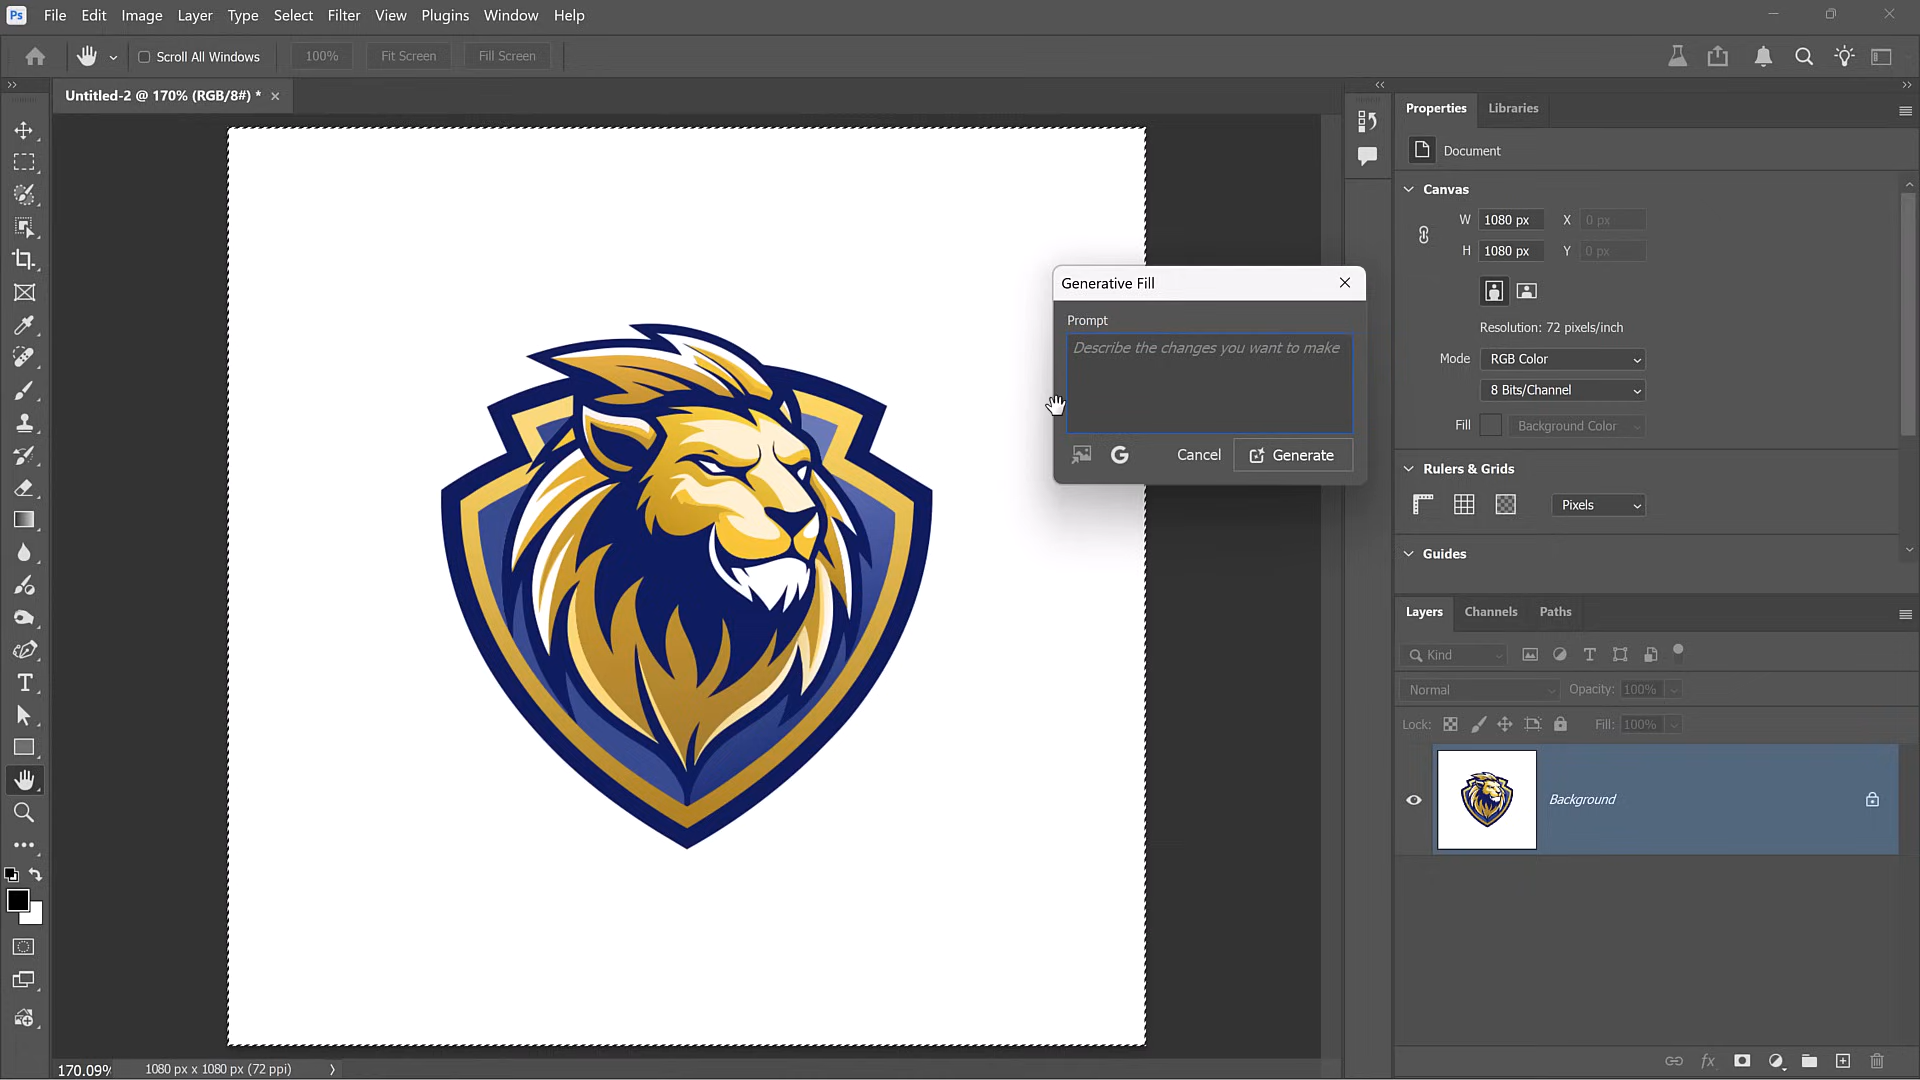 Ps File Edit Image Layer Type Select Filter View Plugins Window Help
Scroll All Windows 100% Fit Screen Fill Screen
Untitled-2 @ 170% (RGB/8#) *
Properties Libraries
Document
Canvas
W 1080 px X 0 px
H 1080 px Y 0 px
Resolution: 72 pixels/inch
Mode RGB Color
8 Bits/Channel
Fill Background Color
Rulers & Grids
Pixels
Guides
Generative Fill
Prompt
Describe the changes you want to make
G Cancel Generate
Layers Channels Paths
Kind T
Normal Opacity: 100%
Lock: Fill: 100%
Background
T
fx
170.09% 1080 px x 1080 px (72 ppi)